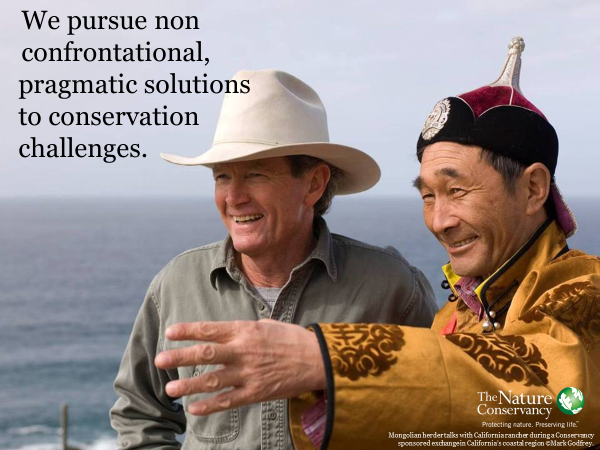 We pursue non
confrontational,
pragmatic solutions
to conservation
challenges.
The Nature
Conservancy
Protecting nature. Preserving life.™
Mongolian herder talks with California rancher during a Conservancy
sponsored exchange in California's coastal region ©Mark Godfrey.